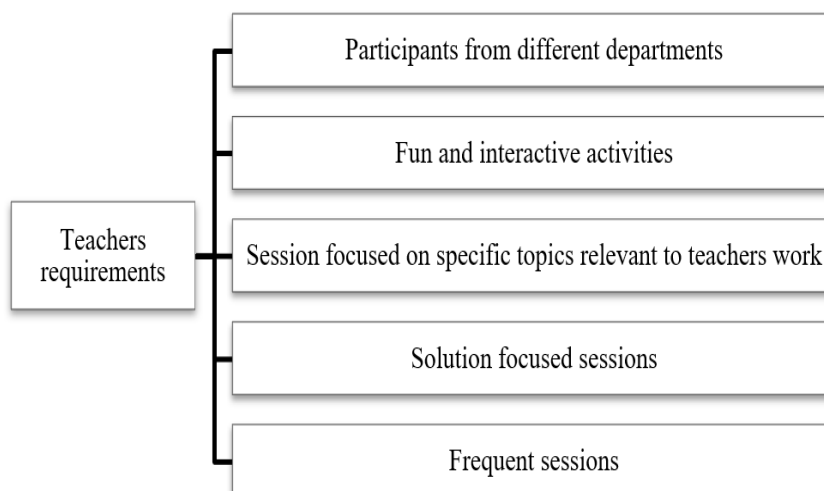 Teachers
requirements
Participants from different departments
Fun and interactive activities
Session focused on specific topics relevant to teachers work
Solution focused sessions
Frequent sessions